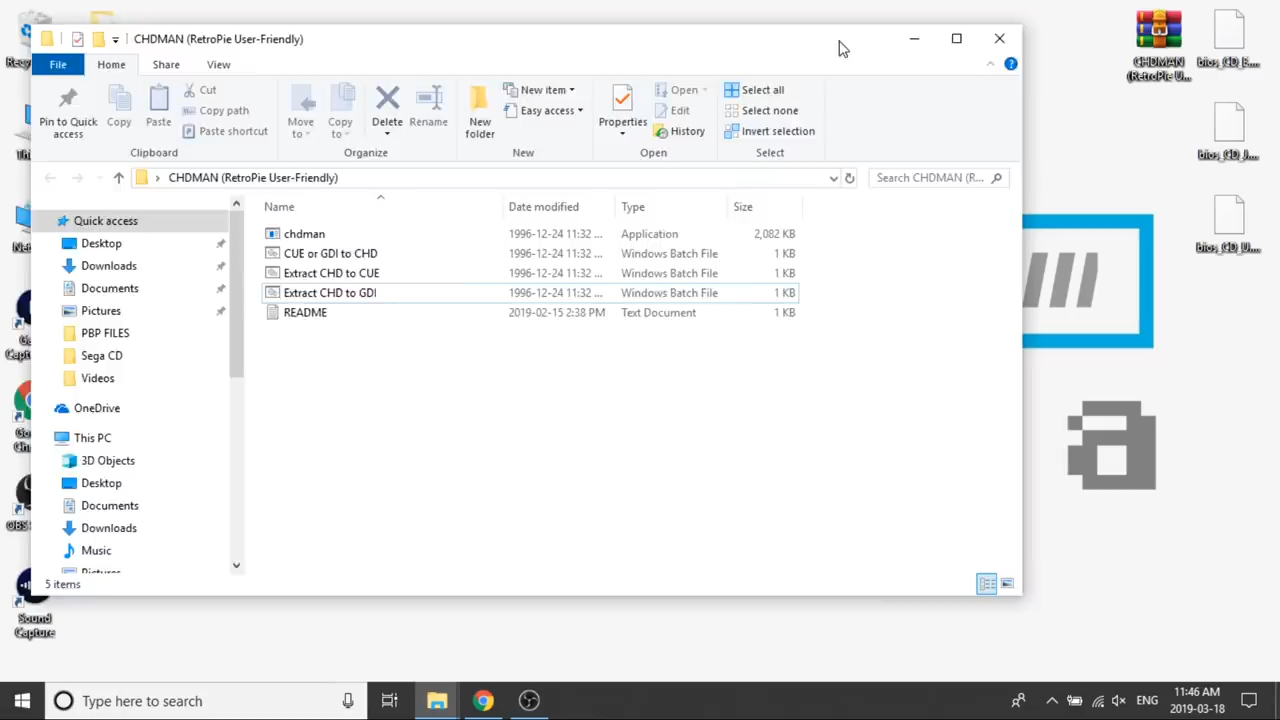 CHDMAN (RetroPie User-Friendly)
File
Home
Share
View
Pin to Quick access
Copy
Paste
Cut
Copy path
Paste shortcut
Clipboard
Move to
Copy to
Delete
Rename
Organize
New folder
New item
Easy access
New
Properties
Open
Edit
History
Open
Select all
Select none
Invert selection
Select
CHDMAN (RetroPie User-Friendly)
Search CHDMAN (R...
Name
Date modified
Type
Size
chdman 1996-12-24 11:32 ... Application 2,082 KB
CUE or GDI to CHD 1996-12-24 11:32 ... Windows Batch File 1 KB
Extract CHD to CUE 1996-12-24 11:32 ... Windows Batch File 1 KB
Extract CHD to GDI 1996-12-24 11:32 ... Windows Batch File 1 KB
README 2019-02-15 2:38 PM Text Document 1 KB
Quick access
Desktop
Downloads
Documents
Pictures
PBP FILES
Sega CD
Videos
OneDrive
This PC
3D Objects
Desktop
Documents
Downloads
Music
Pictures
5 items
CHDMAN
(RetroPie U...
bios_CD_E....
bios_CD_J....
bios_CD_U....
a
Sound
Capture
Type here to search
ENG
11:46 AM
2019-03-18